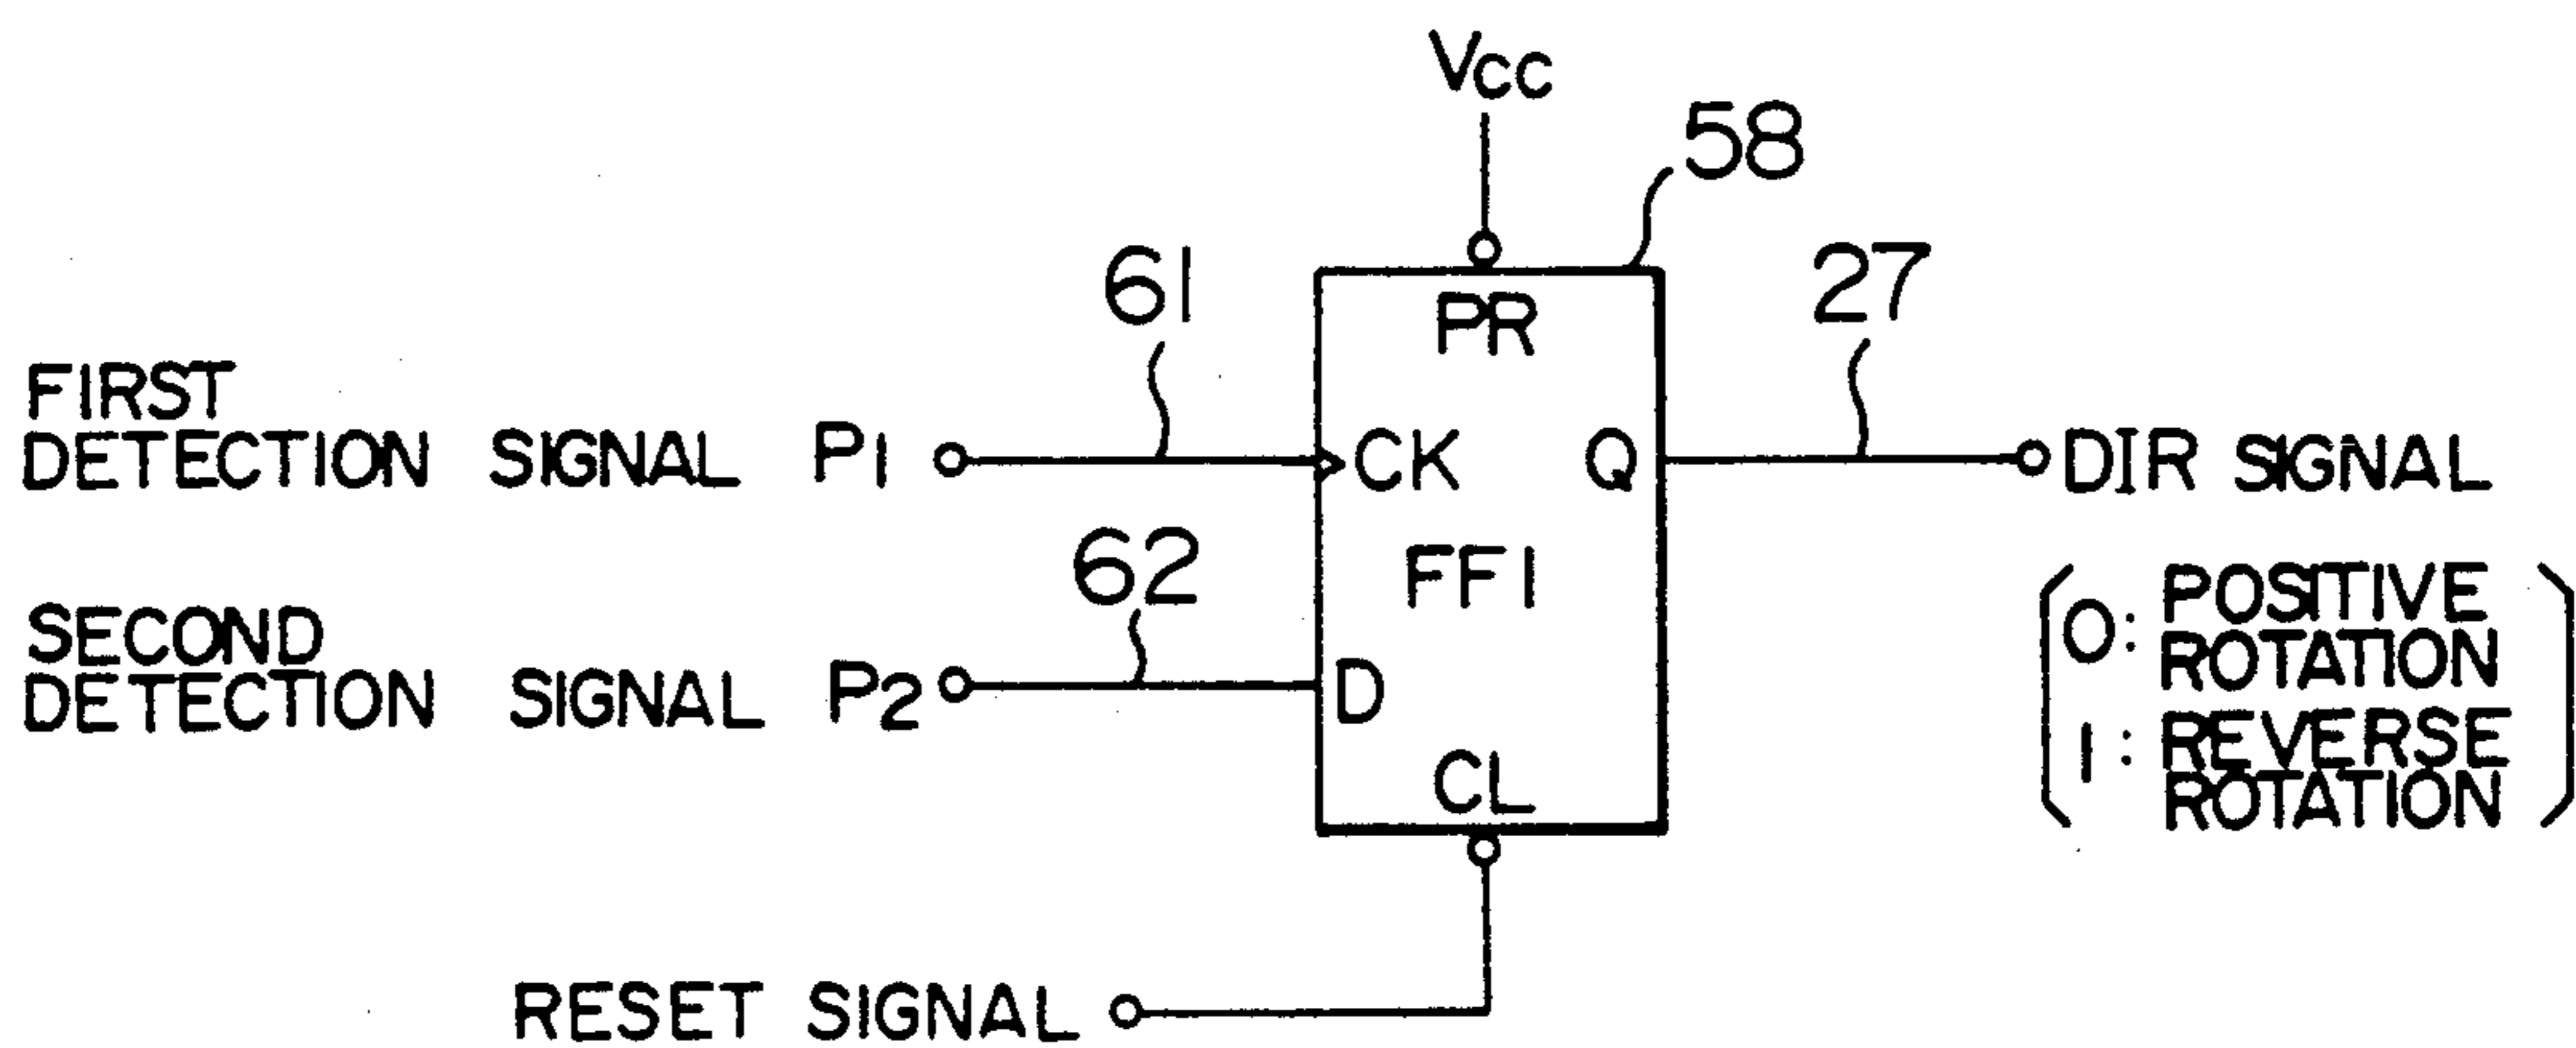 VCC
58
61
27
PR
FIRST
DETECTION SIGNAL P1
CK
Q
DIR SIGNAL
62
FF1
0: POSITIVE
ROTATION
SECOND
DETECTION SIGNAL P2
D
1: REVERSE
ROTATION
CL
RESET SIGNAL